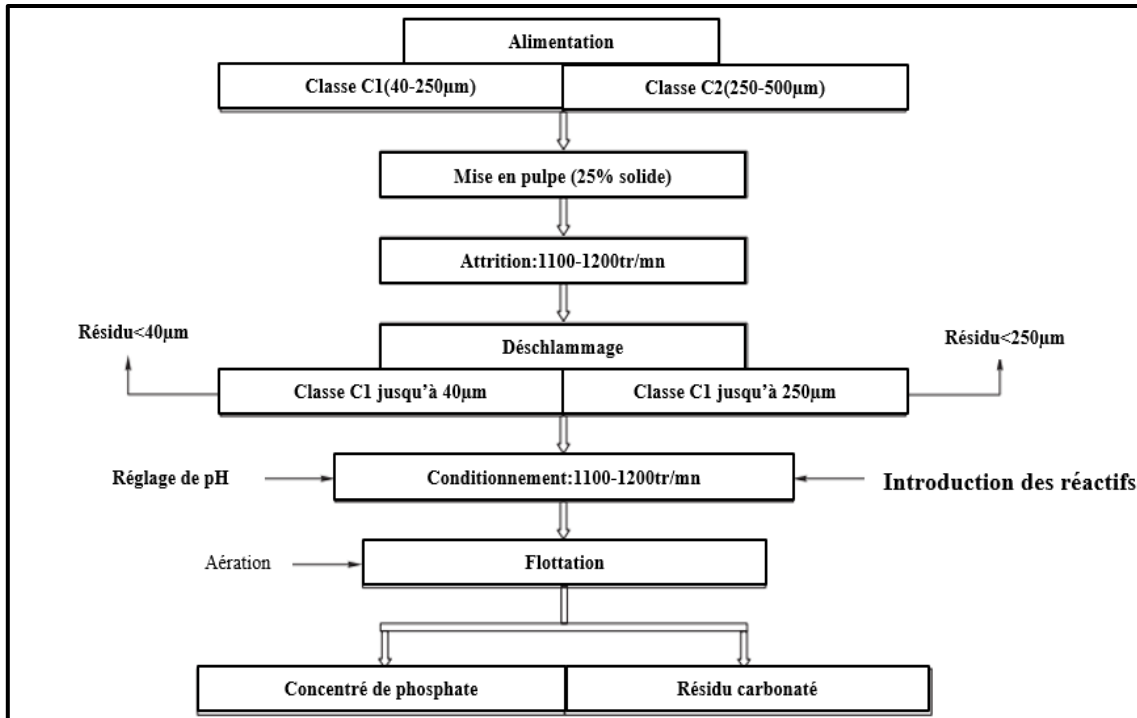 Alimentation
Classe C1(40-250µm)
Classe C2(250-500µm)
Mise en pulpe (25% solide)
Attrition:1100-1200tr/mn
Résidu<40µm
Déschlammage
Résidu<250µm
Classe C1 jusqu’à 40µm
Classe C1 jusqu’à 250µm
Réglage de pH
Conditionnement:1100-1200tr/mn
Introduction des réactifs
Aération
Flottation
Concentré de phosphate
Résidu carbonaté